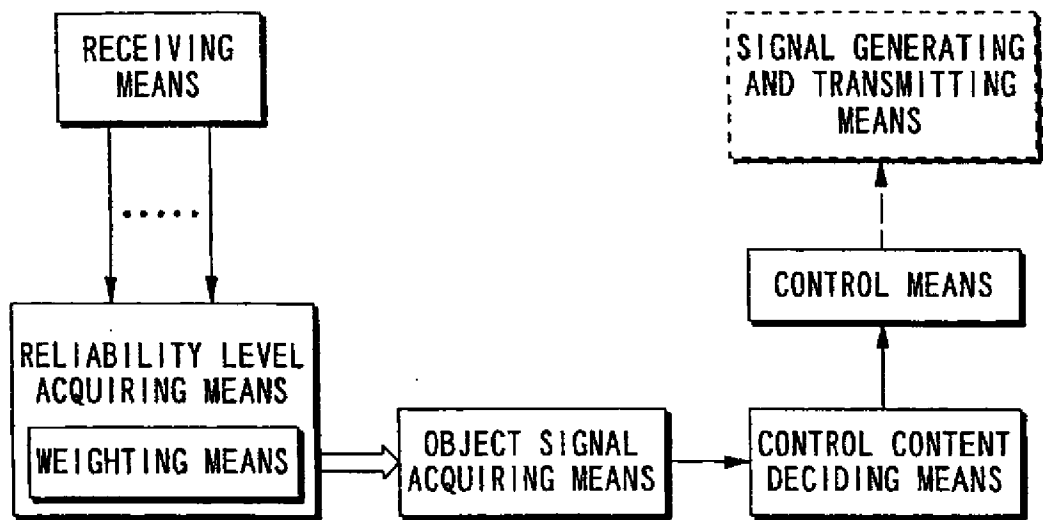 RECEIVING
MEANS
SIGNAL GENERATING
AND TRANSMITTING
MEANS
CONTROL MEANS
RELIABILITY LEVEL
ACQUIRING MEANS
WEIGHTING MEANS
OBJECT SIGNAL
ACQUIRING MEANS
CONTROL CONTENT
DECIDING MEANS